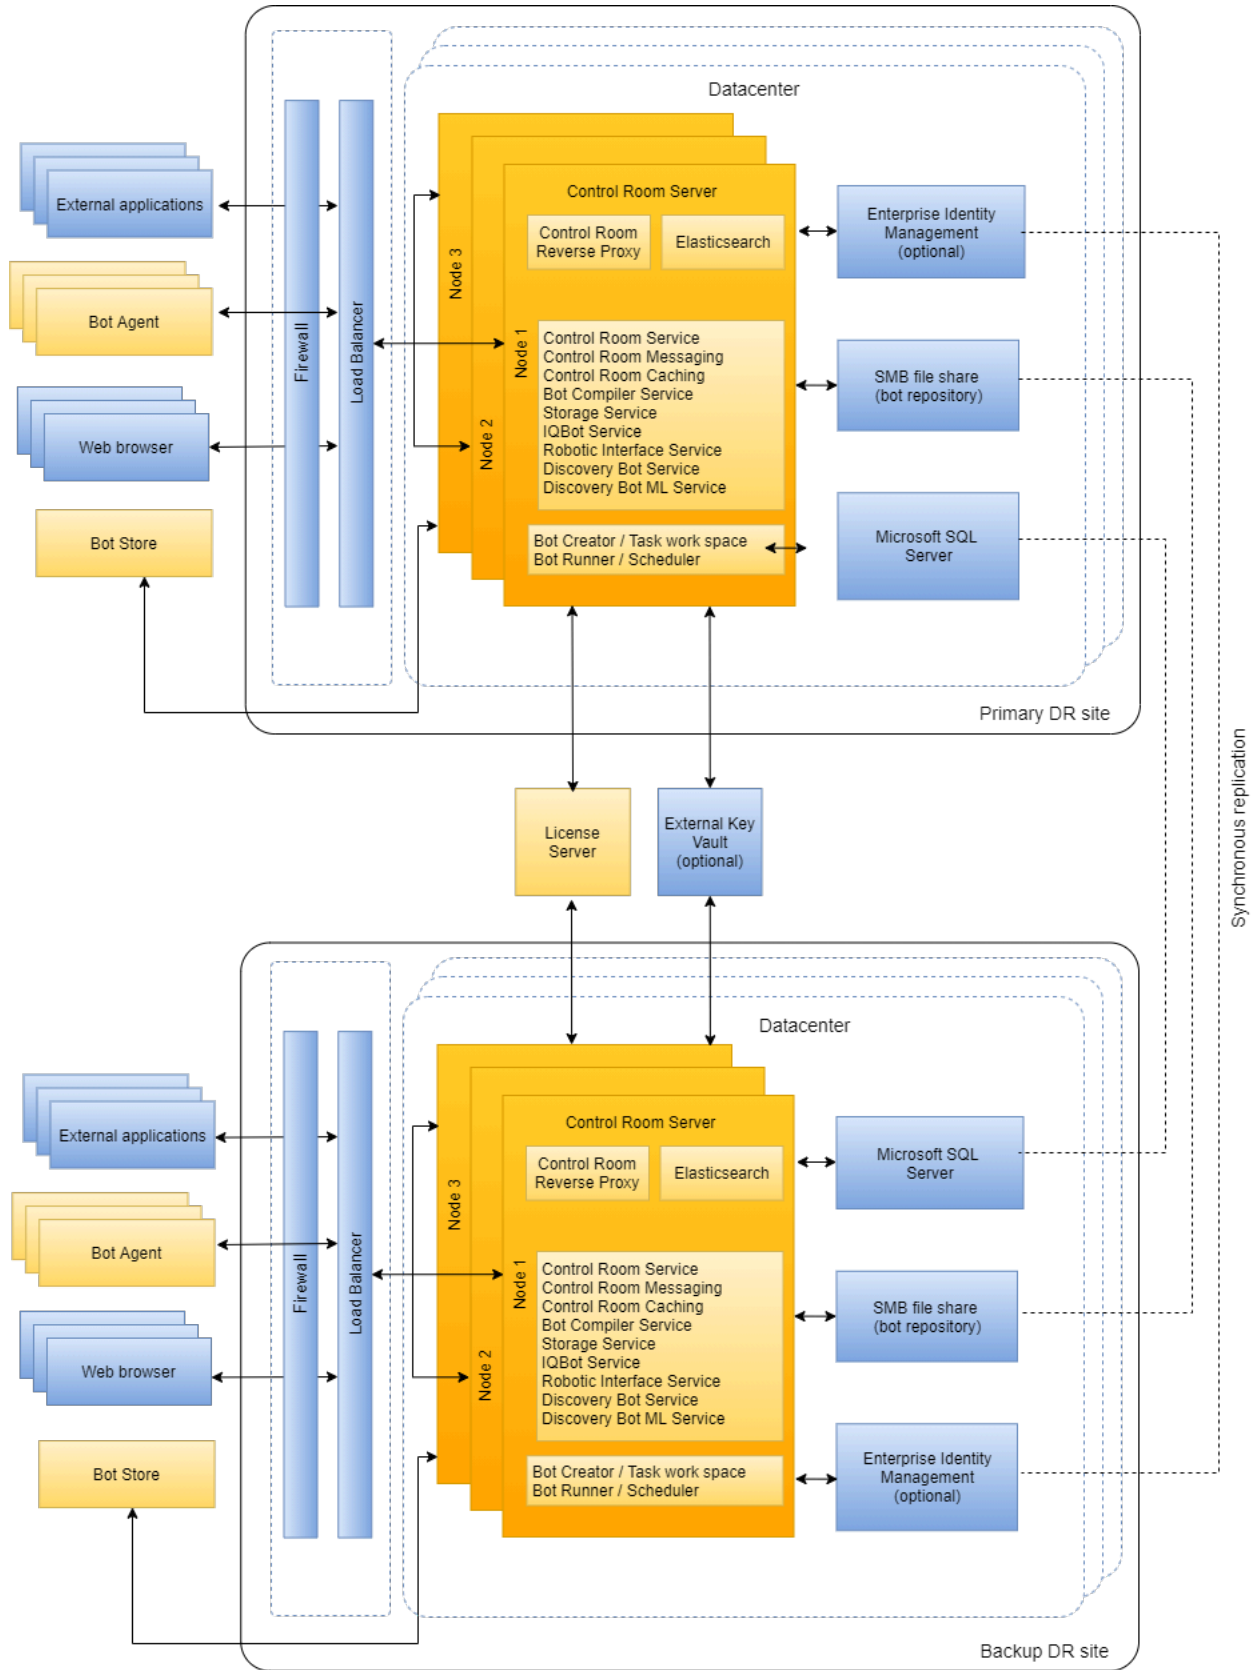 Datacenter
External applications
Bot Agent
Web browser
Bot Store
Firewall
Load Balancer
Node 3
Node 2
Node 1
Control Room Server
Control Room
Reverse Proxy
Elasticsearch
Control Room Service
Control Room Messaging
Control Room Caching
Bot Compiler Service
Storage Service
IQBot Service
Robotic Interface Service
Discovery Bot Service
Discovery Bot ML Service
Bot Creator / Task work space
Bot Runner / Scheduler
Enterprise Identity
Management
(optional)
SMB file share
(bot repository)
Microsoft SQL
Server
Primary DR site
License
Server
External Key
Vault
(optional)
Synchronous replication
Datacenter
External applications
Bot Agent
Web browser
Bot Store
Firewall
Load Balancer
Node 3
Node 2
Node 1
Control Room Server
Control Room
Reverse Proxy
Elasticsearch
Control Room Service
Control Room Messaging
Control Room Caching
Bot Compiler Service
Storage Service
IQBot Service
Robotic Interface Service
Discovery Bot Service
Discovery Bot ML Service
Bot Creator / Task work space
Bot Runner / Scheduler
Microsoft SQL
Server
SMB file share
(bot repository)
Enterprise Identity
Management
(optional)
Backup DR site